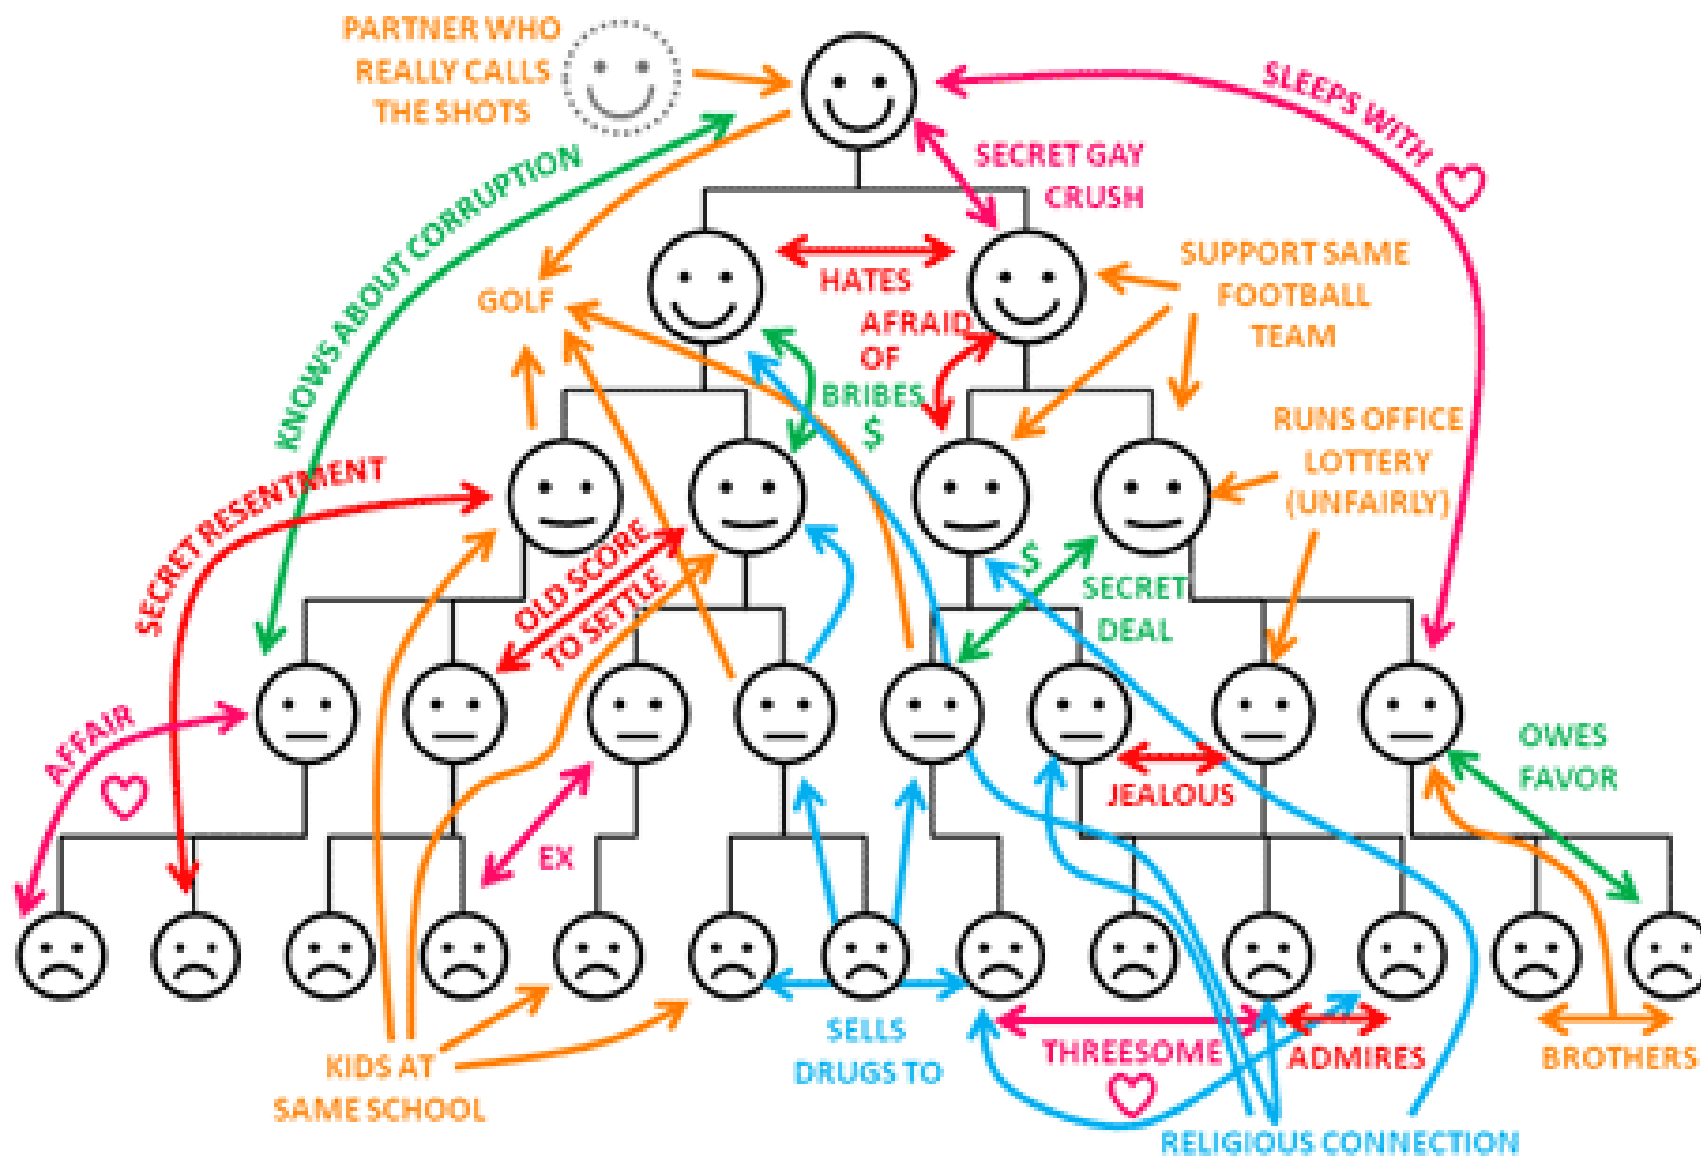 PARTNER WHO
REALLY CALLS
THE SHOTS
SLEEPS WITH
SECRET GAY
CRUSH
KNOWS ABOUT CORRUPTION
HATES
GOLF
SUPPORT SAME
FOOTBALL
TEAM
AFRAID
OF
BRIBES
$
RUNS OFFICE
LOTTERY
(UNFAIRLY)
SECRET RESENTMENT
OLD SCORE
TO SETTLE
$
SECRET
DEAL
AFFAIR
JEALOUS
OWES
FAVOR
EX
SELLS
DRUGS TO
THREESOME
ADMIRES
BROTHERS
KIDS AT
SAME SCHOOL
RELIGIOUS CONNECTION